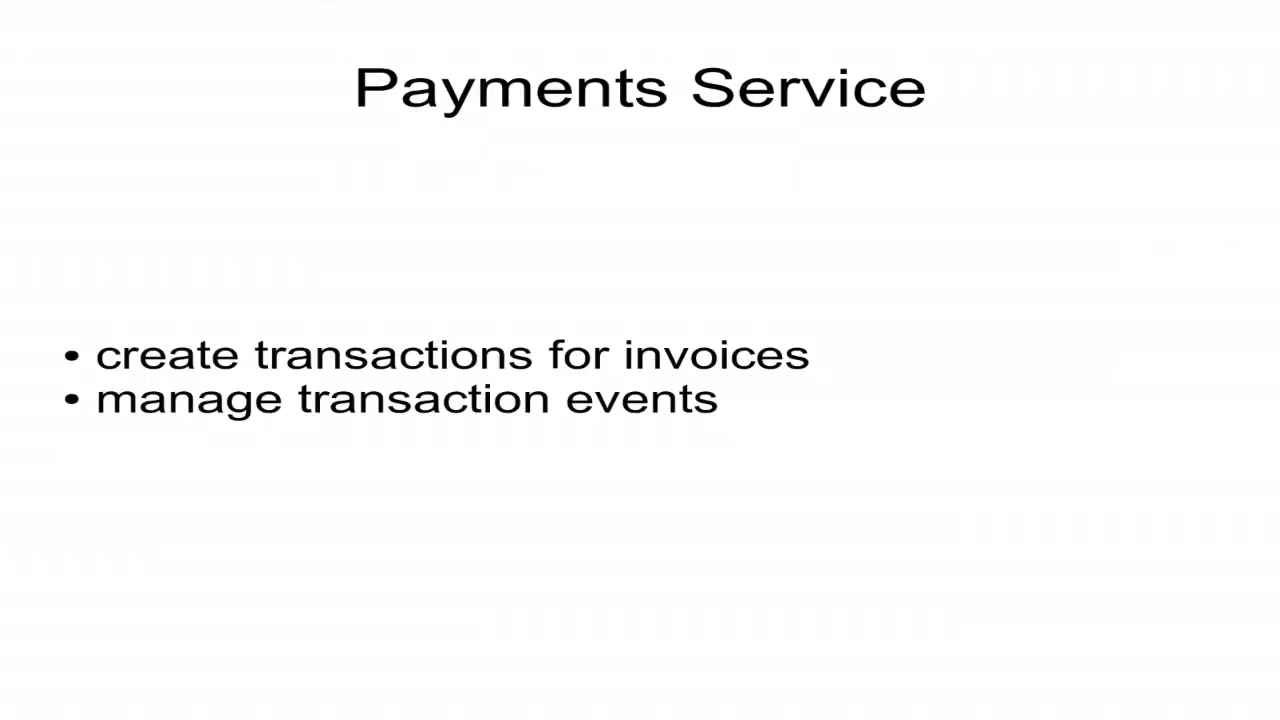 Payments Service
• create transactions for invoices
• manage transaction events